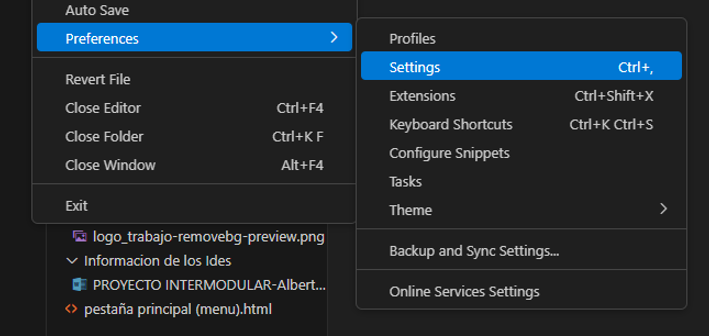 Auto Save
Preferences
Revert File
Close Editor Ctrl+F4
Close Folder Ctrl+K F
Close Window Alt+F4
Exit
Profiles
Settings Ctrl+,
Extensions Ctrl+Shift+X
Keyboard Shortcuts Ctrl+K Ctrl+S
Configure Snippets
Tasks
Theme
Backup and Sync Settings...
Online Services Settings
logo_trabajo-removebg-preview.png
Informacion de los Ides
PROYECTO INTERMODULAR-Albert...
pestaña principal (menu).html